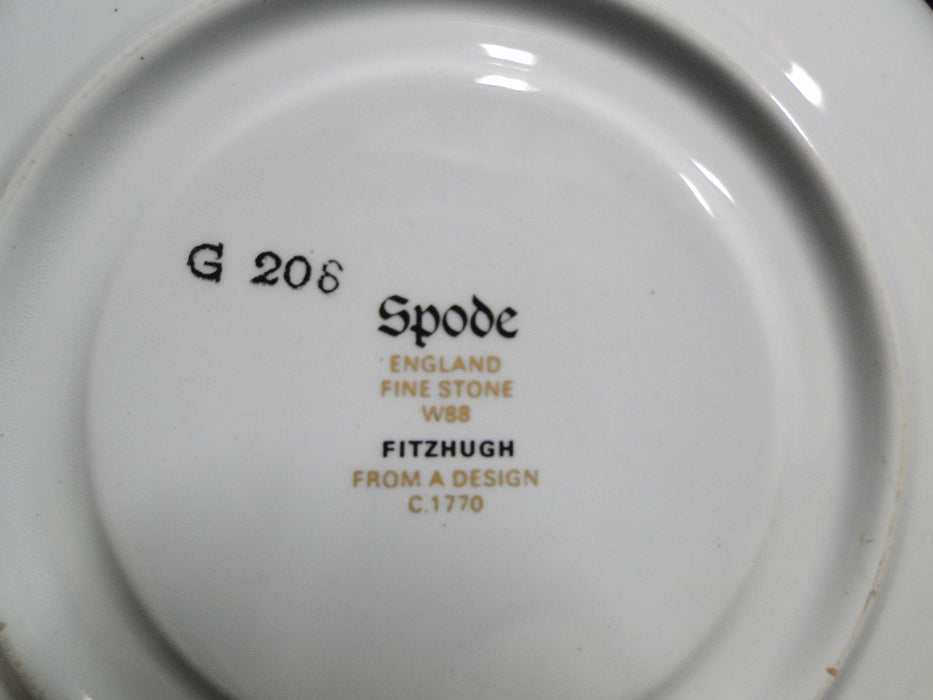 G 208
Spode
ENGLAND
FINE STONE
W88
FITZHUGH
FROM A DESIGN
C.1770